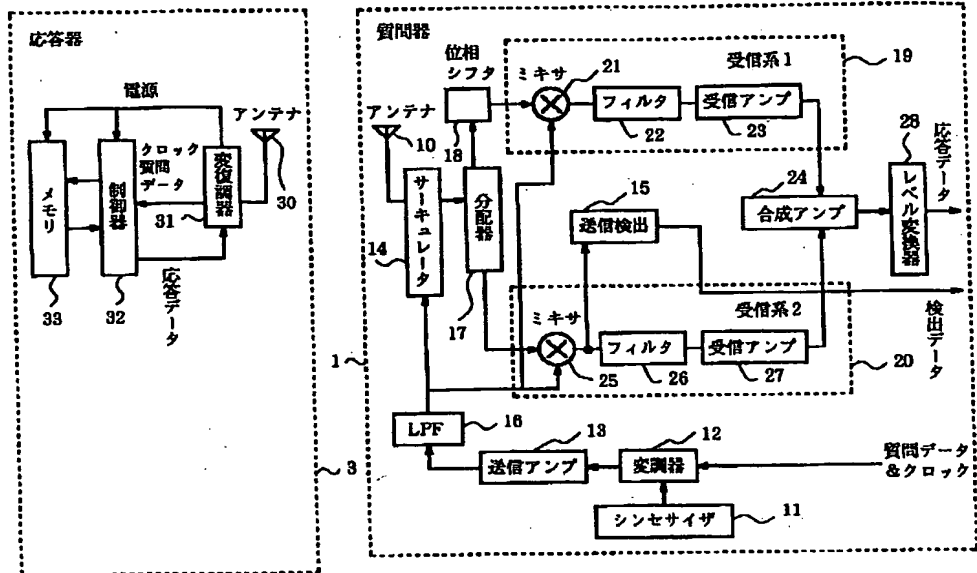 応答器
電源
アンテナ
クロック
質問
データ
変復調器
31
30
メモリ
制御器
応答データ
33
32
3
質問器
位相
シフタ
18
アンテナ
10
ミキサ
21
受信系1
19
フィルタ
22
受信アンプ
23
サーキュレータ
14
分配器
17
15
送信検出
24
合成アンプ
28
レベル変換器
応答データ
ミキサ
25
受信系2
フィルタ
26
受信アンプ
27
20
検出データ
1
LPF
16
13
送信アンプ
12
変調器
質問データ
&クロック
シンセサイザ
11